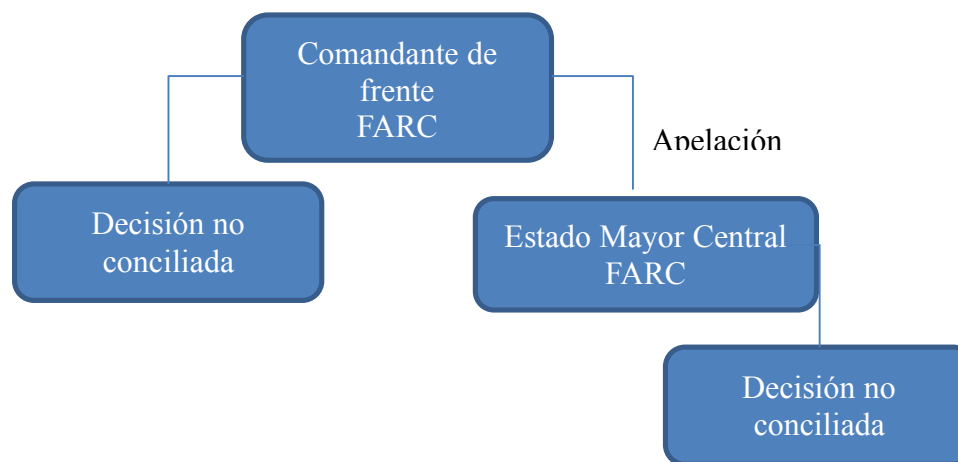 Comandante de
frente
FARC
Apelación
Decisión no
conciliada
Estado Mayor Central
FARC
Decisión no
conciliada